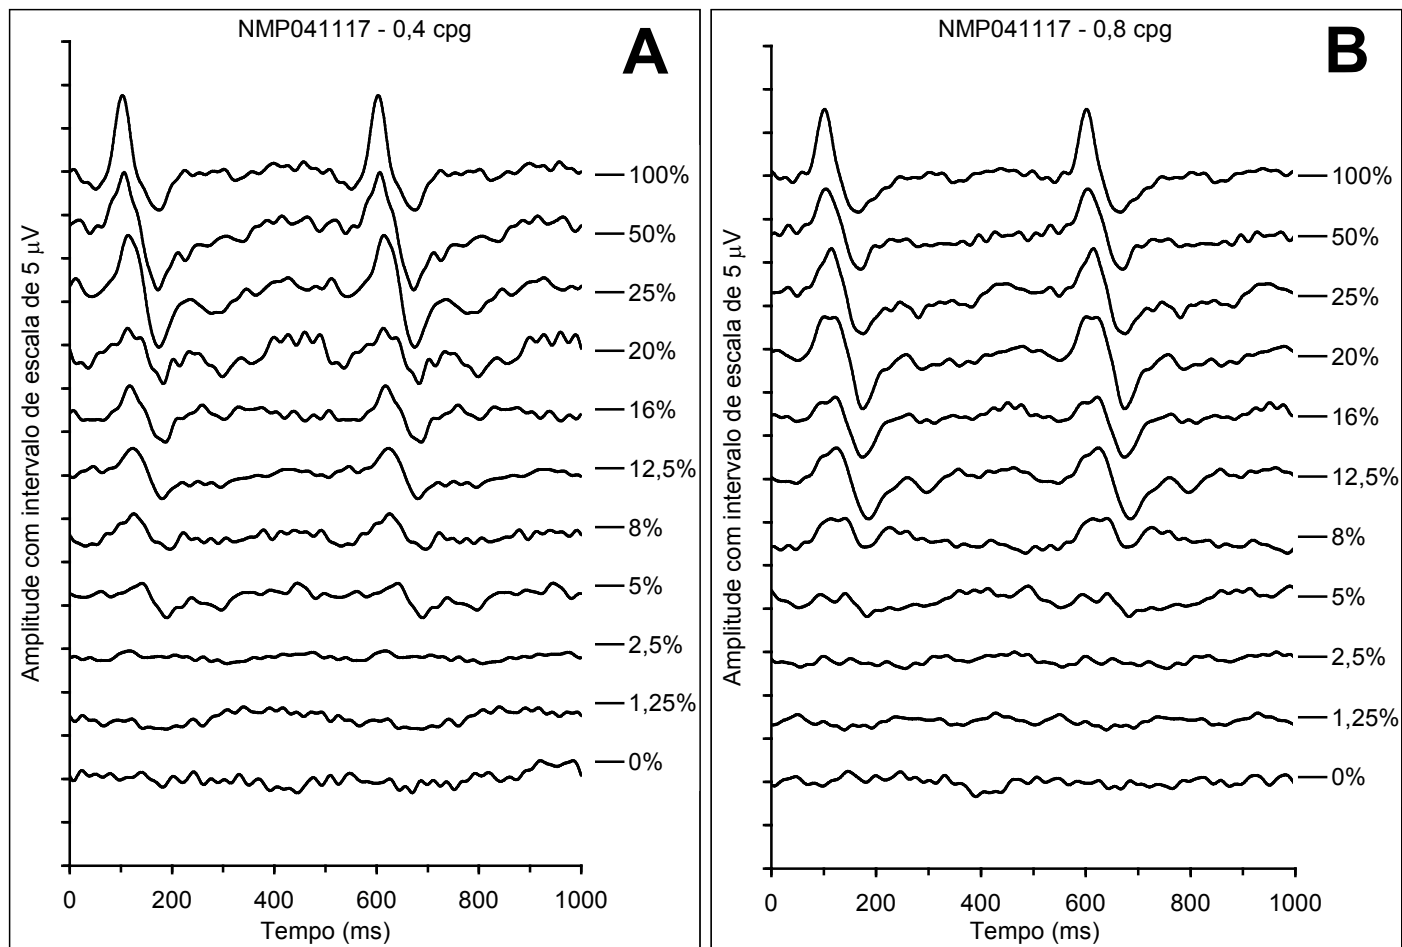 NMP041117 - 0,4 cpg
A
Amplitude com intervalo de escala de 5 μV
100%
50%
25%
20%
16%
12,5%
8%
5%
2,5%
1,25%
0%
0 200 400 600 800 1000
Tempo (ms)
NMP041117 - 0,8 cpg
B
Amplitude com intervalo de escala de 5 μV
100%
50%
25%
20%
16%
12,5%
8%
5%
2,5%
1,25%
0%
0 200 400 600 800 1000
Tempo (ms)